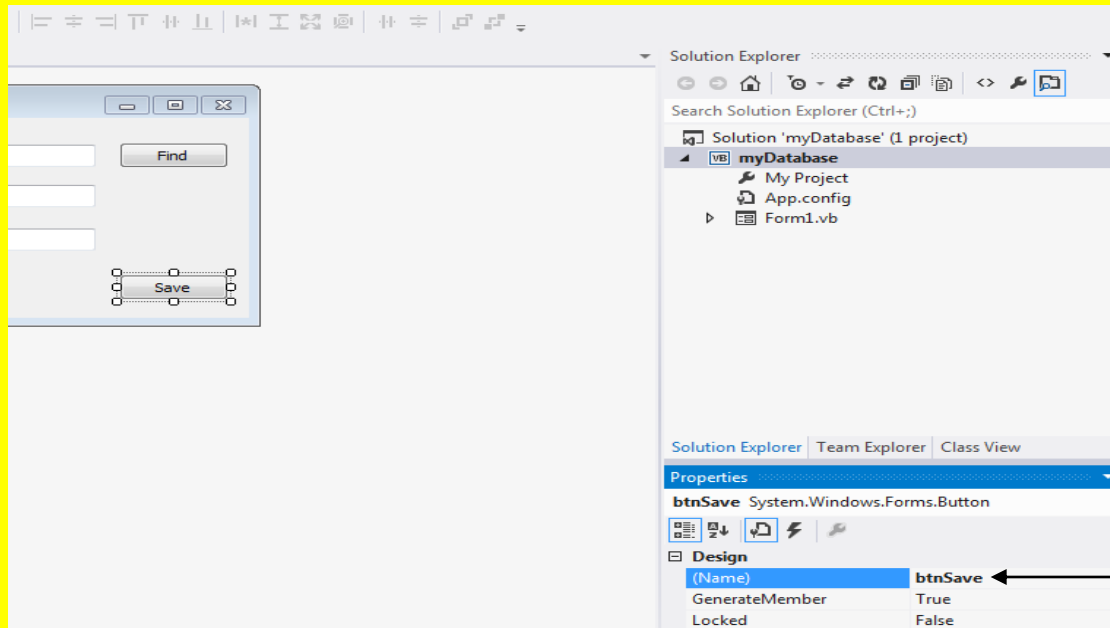 Solution Explorer
Search Solution Explorer (Ctrl+;)
Solution 'myDatabase' (1 project)
VB myDatabase
My Project
App.config
Form1.vb
Find
Save
Solution Explorer Team Explorer Class View
Properties
btnSave System.Windows.Forms.Button
Design
(Name) btnSave
GenerateMember True
Locked False